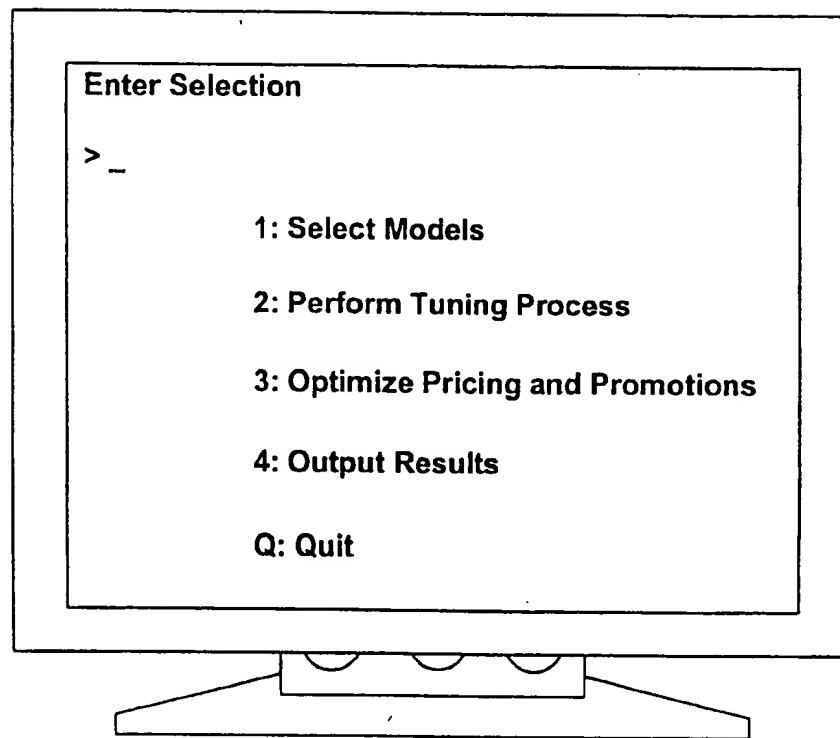 Enter Selection
> _
1: Select Models
2: Perform Tuning Process
3: Optimize Pricing and Promotions
4: Output Results
Q: Quit